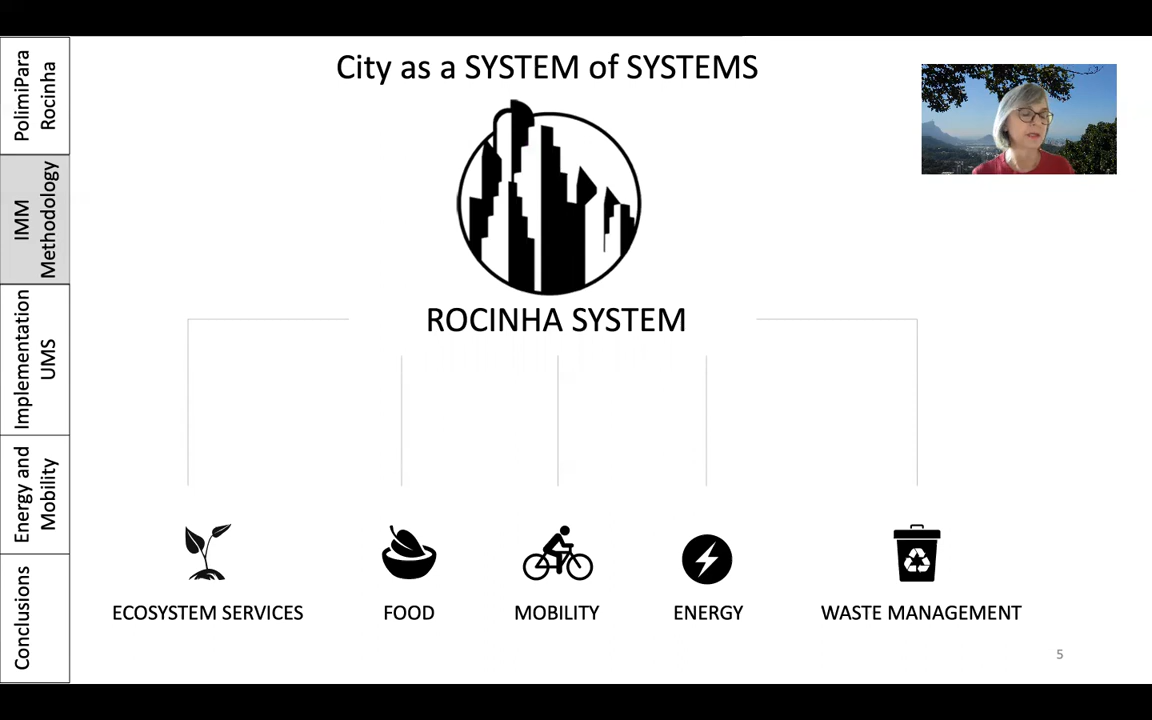 City as a SYSTEM of SYSTEMS
PolimiPara
Rocinha
IMM
Methodology
Implementation
UMS
Energy and
Mobility
Conclusions
ROCINHA SYSTEM
ECOSYSTEM SERVICES
FOOD
MOBILITY
ENERGY
WASTE MANAGEMENT
5